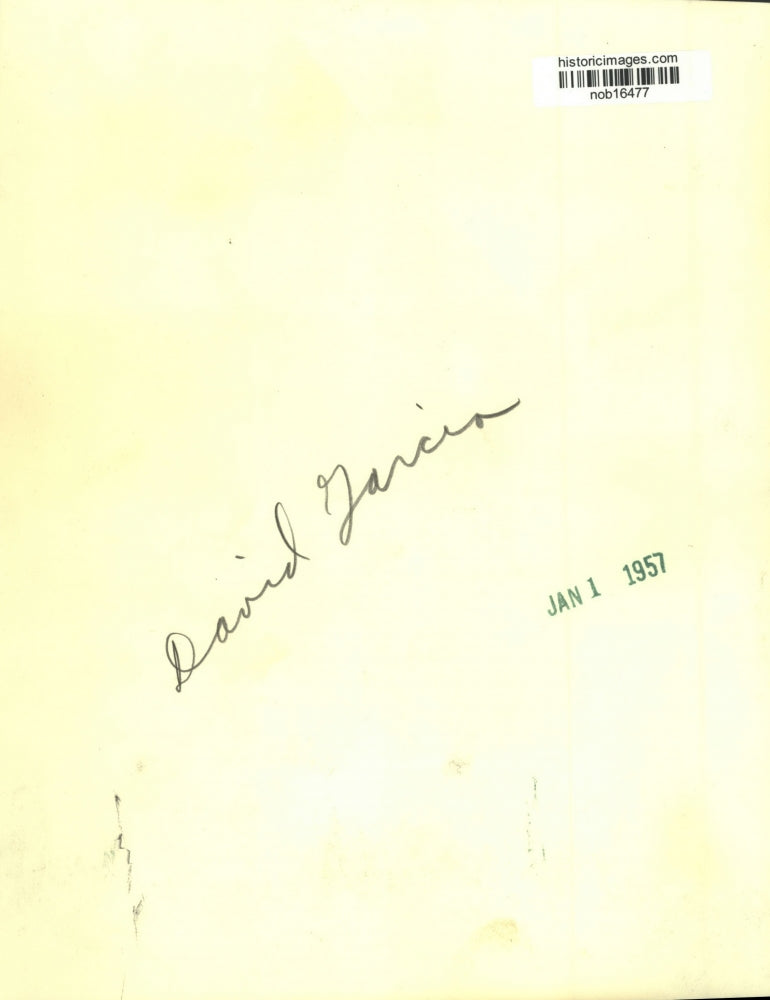 historicimages.com
nob16477
David Garcia
JAN 1 1957